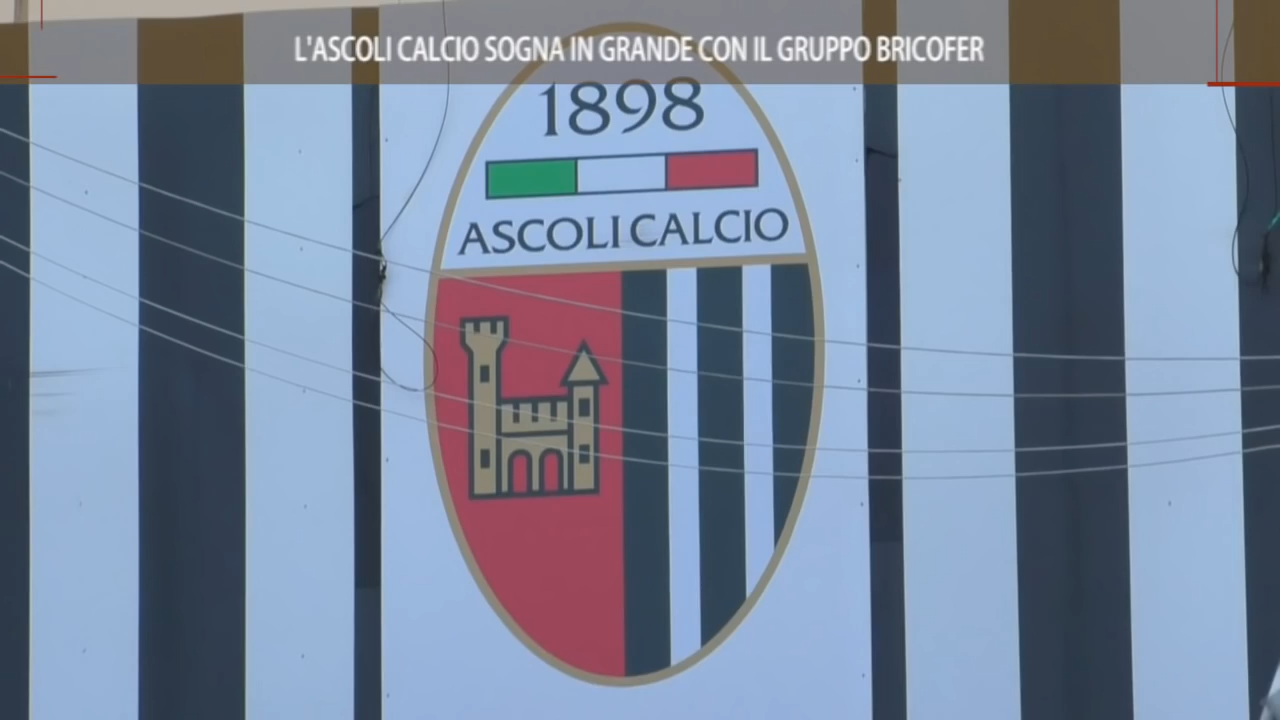 L'ASCOLI CALCIO SOGNA IN GRANDE CON IL GRUPPO BRICOFER
1898
ASCOLI CALCIO